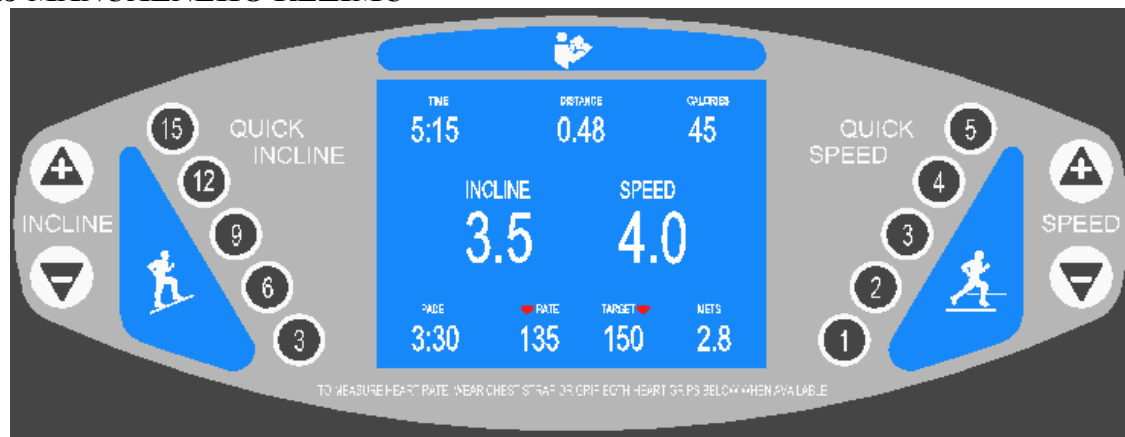 TIME DISTANCE CALORIES
5:15 0.48 45
INCLINE SPEED
3.5 4.0
PACE RATE TARGET METS
3:30 135 150 2.8
15 QUICK
INCLINE
12
9
6
3
INCLINE
QUICK 5
SPEED
4
3
2
1
SPEED
TO MEASURE HEART RATE, WEAR CHEST STRAP OR GRIP BOTH HEART GRIPS BELOW WHEN AVAILABLE